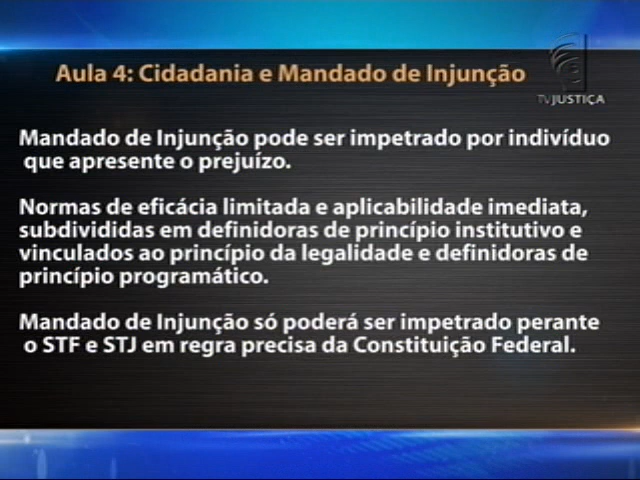 Aula 4: Cidadania e Mandado de Injunção
TVJUSTIÇA
Mandado de Injunção pode ser impetrado por indivíduo
que apresente o prejuízo.
Normas de eficácia limitada e aplicabilidade imediata,
subdivididas em definidoras de princípio institutivo e
vinculados ao princípio da legalidade e definidoras de
princípio programático.
Mandado de Injunção só poderá ser impetrado perante
o STF e STJ em regra precisa da Constituição Federal.